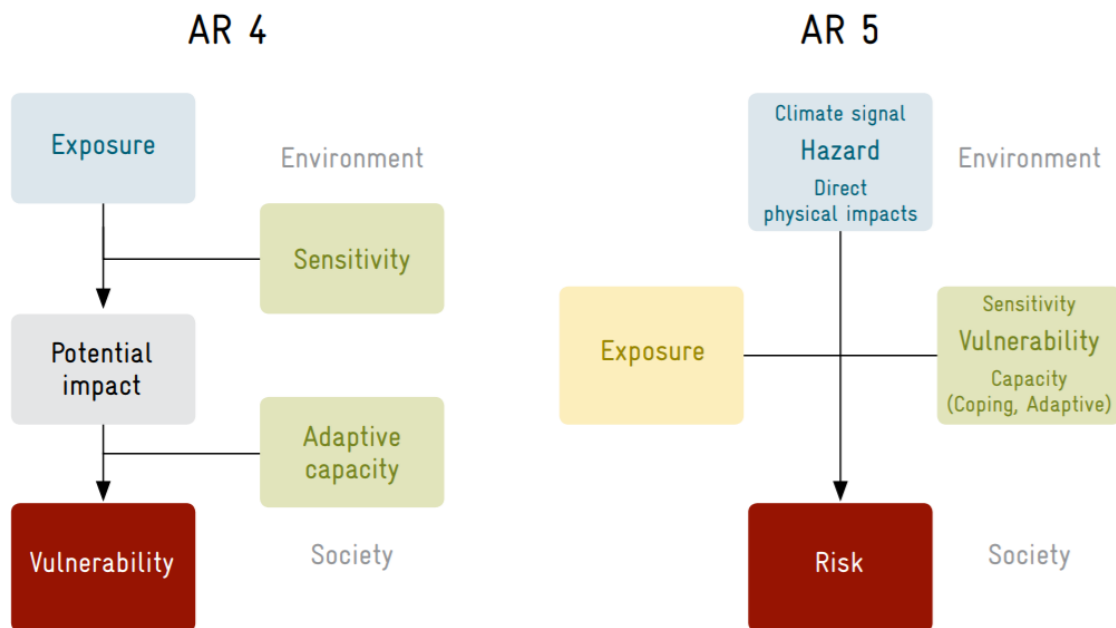 AR 4
Exposure
Environment
Sensitivity
Potential
impact
Adaptive
capacity
Vulnerability
Society
AR 5
Climate signal
Hazard
Direct
physical impacts
Environment
Exposure
Sensitivity
Vulnerability
Capacity
(Coping, Adaptive)
Risk
Society